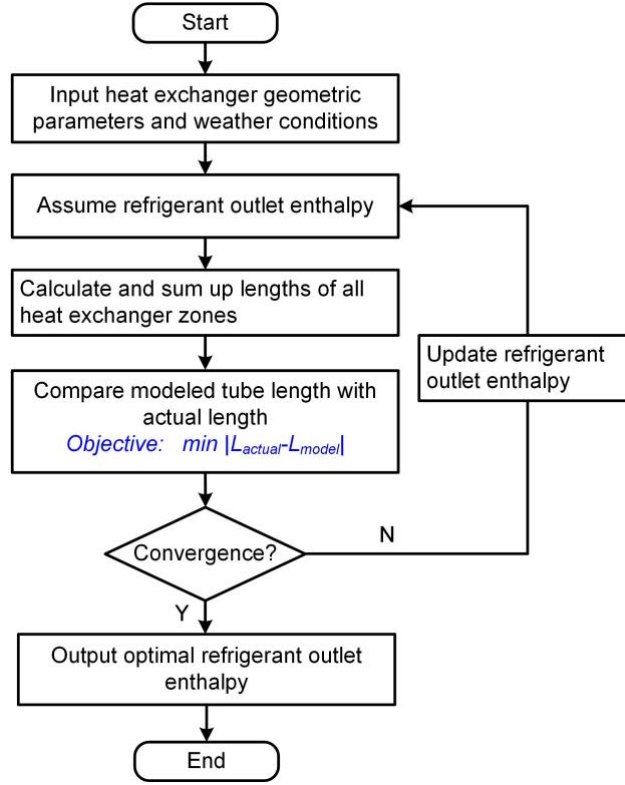 Start
Input heat exchanger geometric
parameters and weather conditions
Assume refrigerant outlet enthalpy
Calculate and sum up lengths of all
heat exchanger zones
Update refrigerant
outlet enthalpy
Compare modeled tube length with
actual length
Objective: min |Lactual-Lmodel|
Convergence?
N
Y
Output optimal refrigerant outlet
enthalpy
End